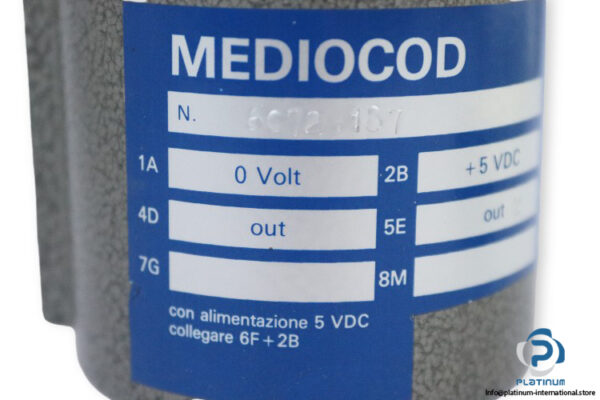 MEDIOCOD
N.
1A 0 Volt 2B +5 VDC
4D out 5E out
7G 8M
con alimentazione 5 VDC
collegare 6F+2B
PLATINUM
info@platinum-international.store